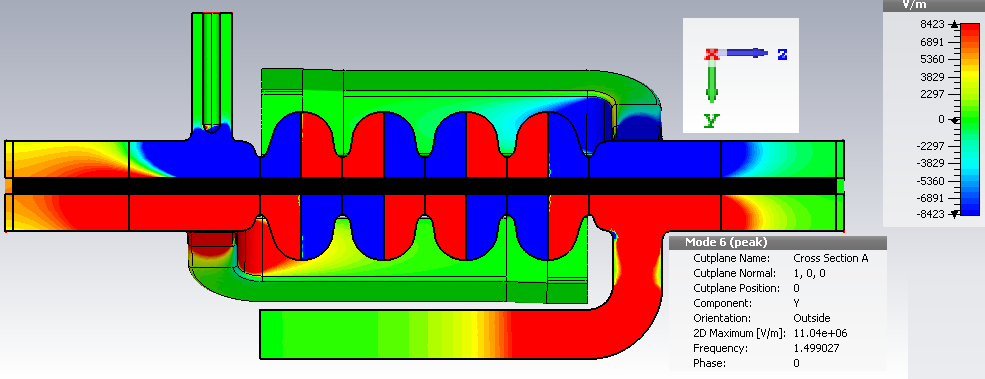 V/m
8423
6891
5360
3829
2297
0
-2297
-3829
-5360
-6891
-8423
x
z
y
Mode 6 (peak)
Cutplane Name: Cross Section A
Cutplane Normal: 1, 0, 0
Cutplane Position: 0
Component: Y
Orientation: Outside
2D Maximum [V/m]: 11.04e+06
Frequency: 1.499027
Phase: 0